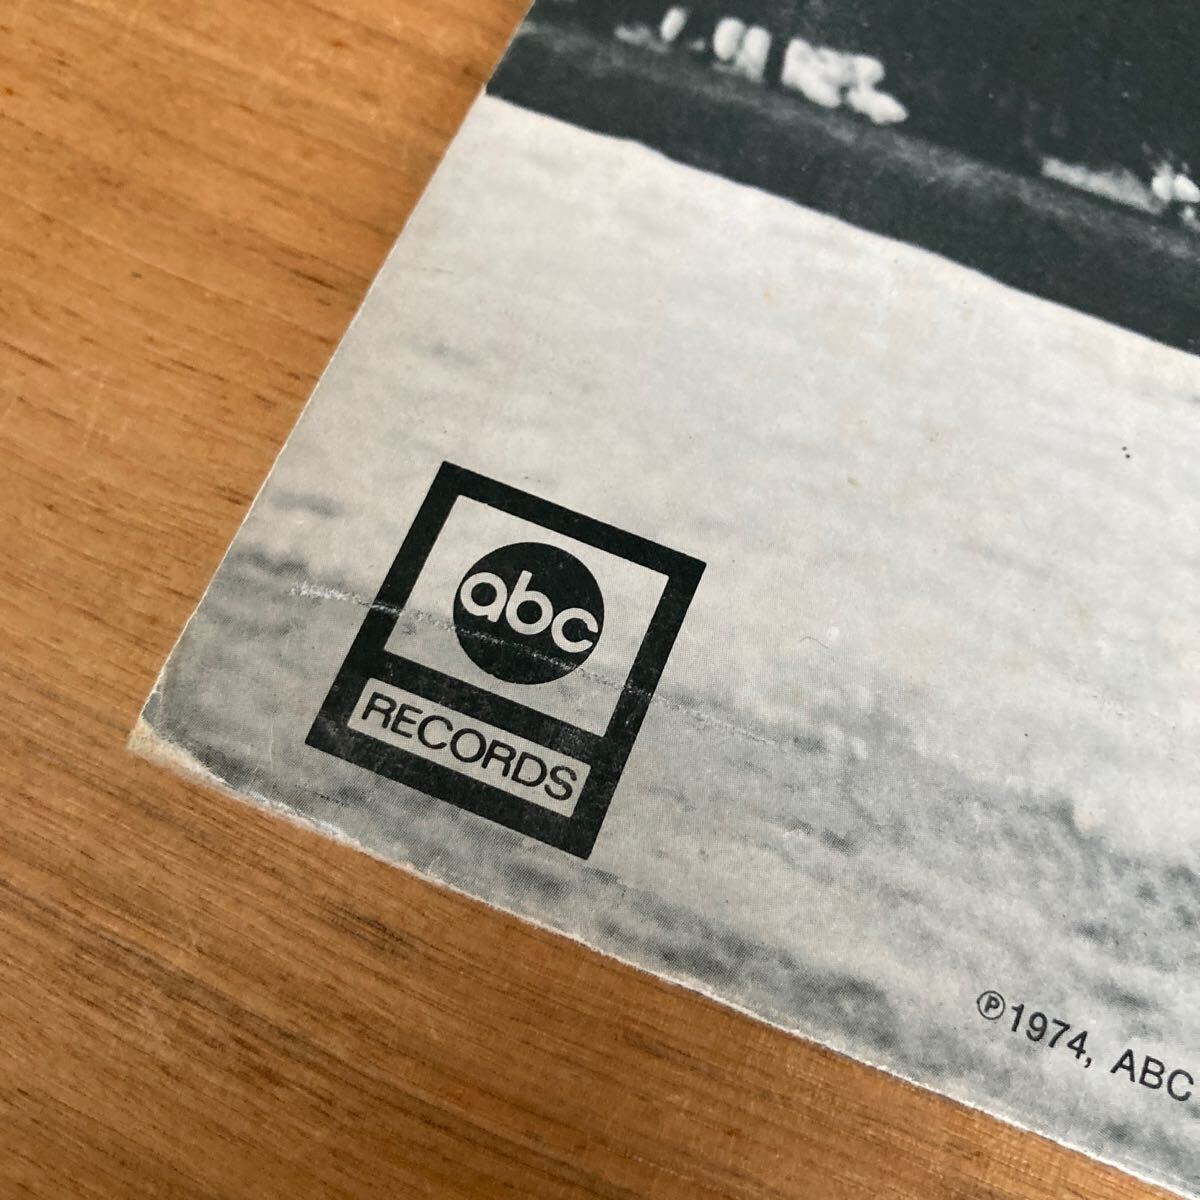 abc
RECORDS
℗1974, ABC